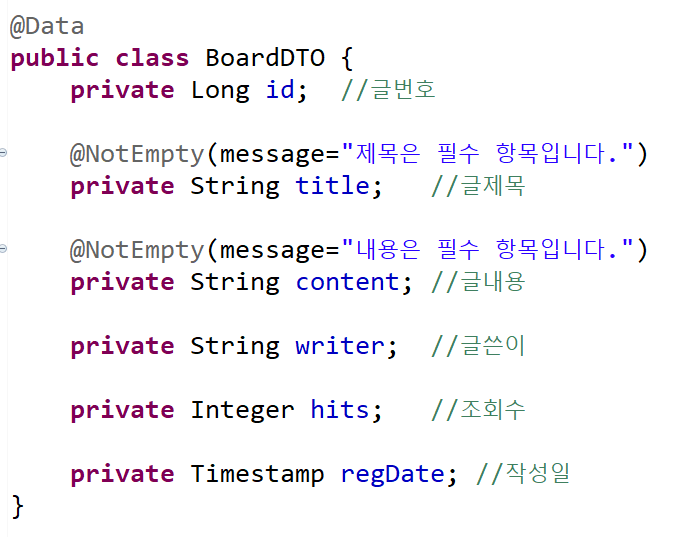 @Data
public class BoardDTO {
    private Long id;  //글번호
    @NotEmpty(message="제목은 필수 항목입니다.")
    private String title;   //글제목
    @NotEmpty(message="내용은 필수 항목입니다.")
    private String content; //글내용
    private String writer;  //글쓴이
    private Integer hits;   //조회수
    private Timestamp regDate; //작성일
}